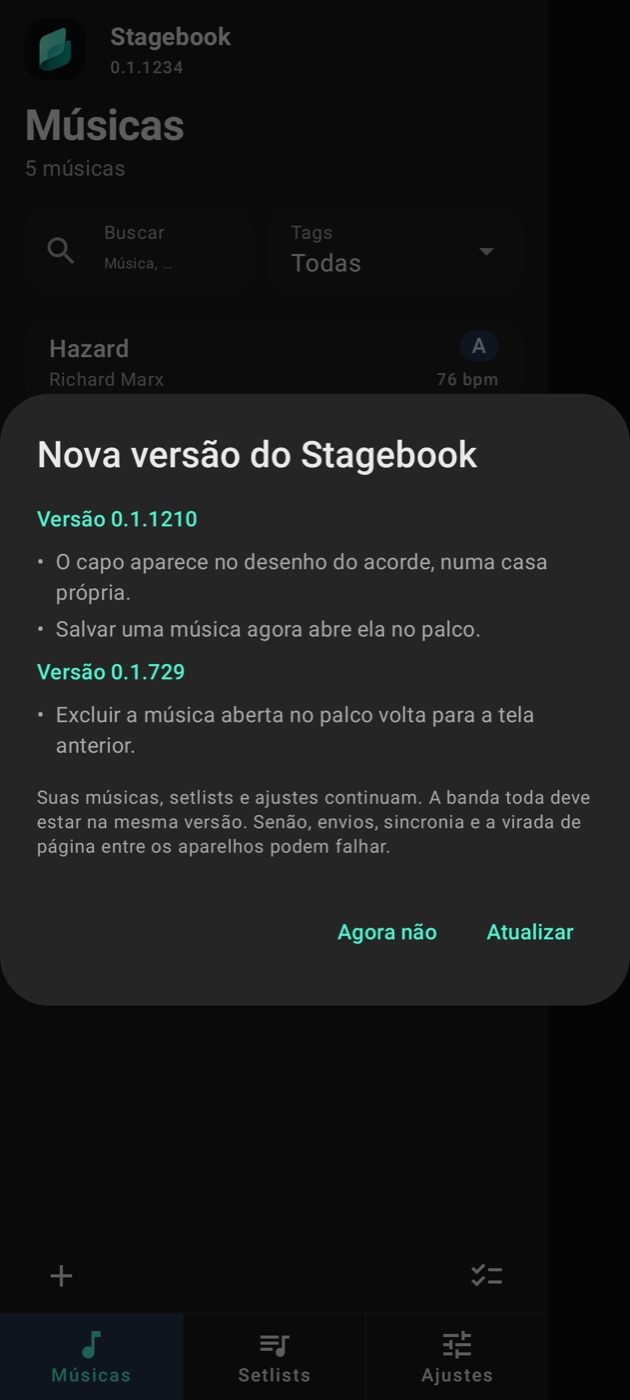 Stagebook
0.1.1234
Músicas
5 músicas
Buscar
Música, …
Tags
Todas
Hazard
A
Richard Marx
76 bpm
Nova versão do Stagebook
Versão 0.1.1210
• O capo aparece no desenho do acorde, numa casa
própria.
• Salvar uma música agora abre ela no palco.
Versão 0.1.729
• Excluir a música aberta no palco volta para a tela
anterior.
Suas músicas, setlists e ajustes continuam. A banda toda deve
estar na mesma versão. Senão, envios, sincronia e a virada de
página entre os aparelhos podem falhar.
Agora não
Atualizar
Músicas
Setlists
Ajustes